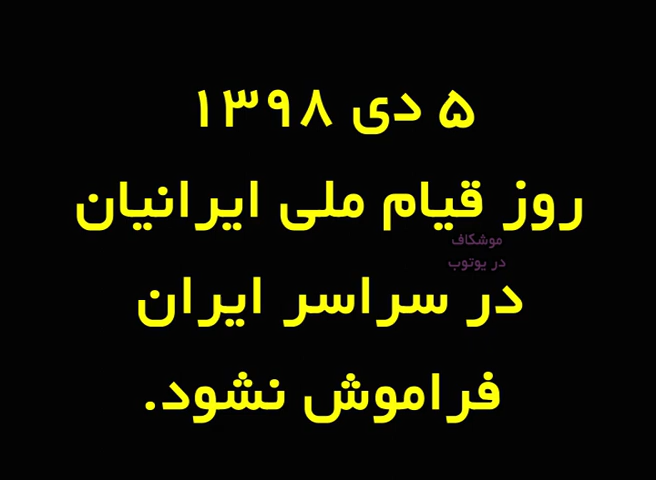 ۵ دی ۱۳۹۸
روز قیام ملی ایرانیان
موشکاف
در یوتوب
در سراسر ایران
فراموش نشود.